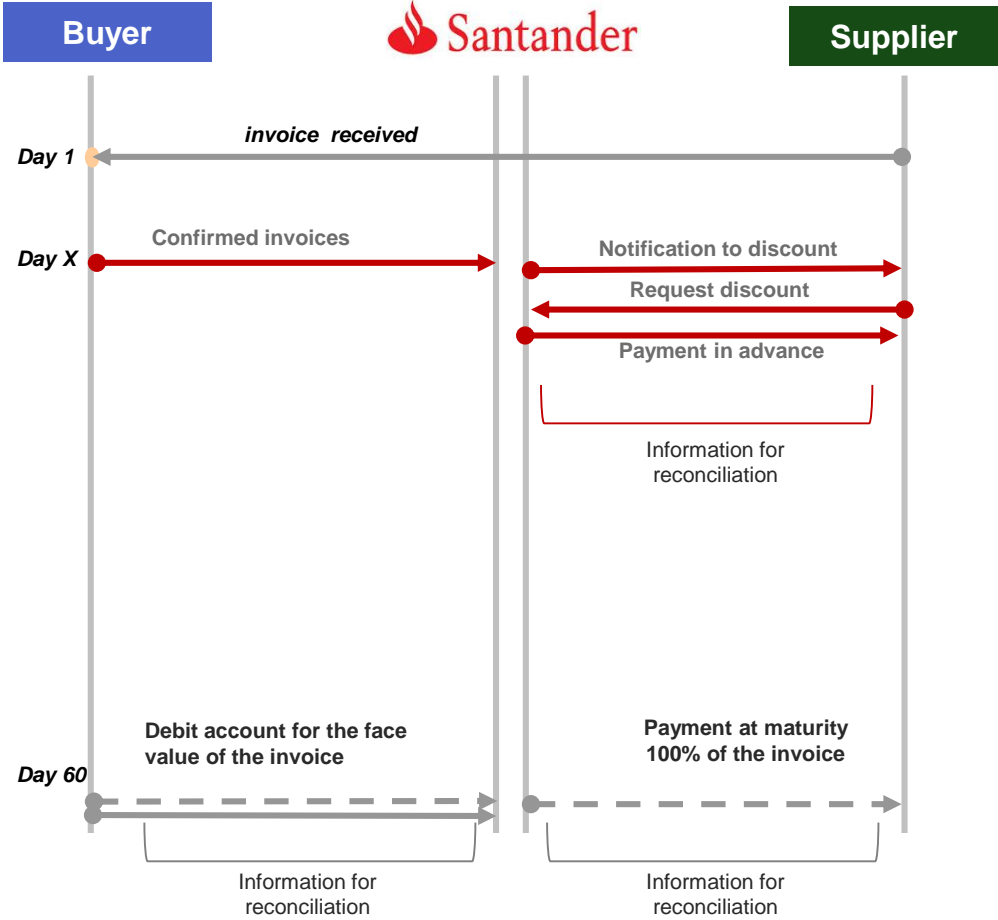 Buyer
Santander
Supplier
invoice received
Day 1
Confirmed invoices
Day X
Notification to discount
Request discount
Payment in advance
Information for
reconciliation
Debit account for the face
value of the invoice
Payment at maturity
100% of the invoice
Day 60
Information for
reconciliation
Information for
reconciliation